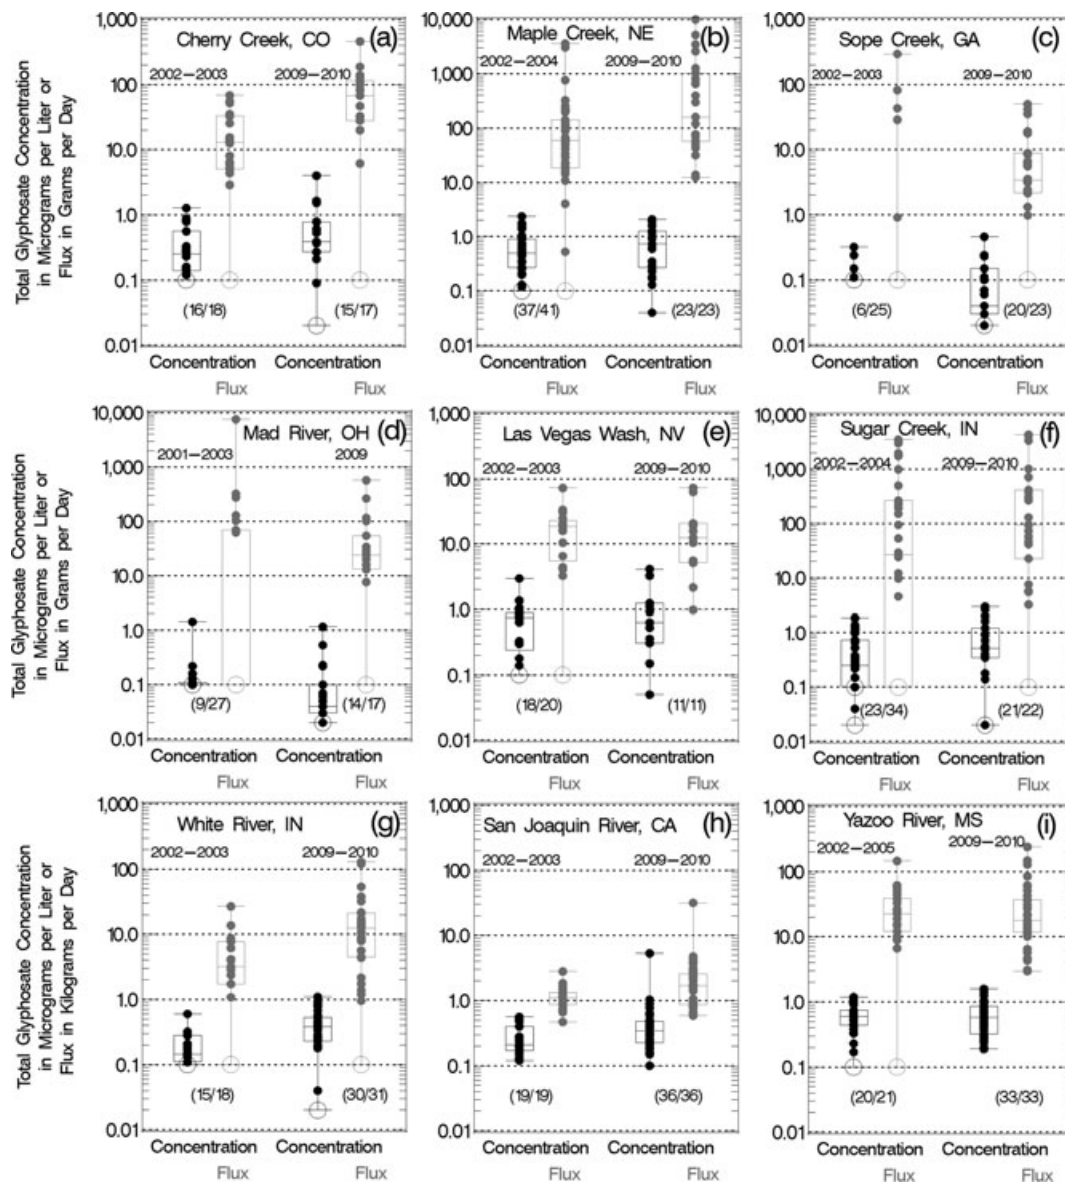 Total Glyphosate Concentration
in Micrograms per Liter or
Flux in Grams per Day
1,000
100
10.0
1.0
0.1
0.01
Cherry Creek, CO (a)
2002–2003 2009–2010
(16/18) (15/17)
Concentration Concentration
Flux Flux
10,000
1,000
100
10.0
1.0
0.1
0.01
Maple Creek, NE (b)
2002–2004 2009–2010
(37/41) (23/23)
Concentration Concentration
Flux Flux
1,000
100
10.0
1.0
0.1
0.01
Sope Creek, GA (c)
2002–2003 2009–2010
(6/25) (20/23)
Concentration Concentration
Flux Flux
Total Glyphosate Concentration
in Micrograms per Liter or
Flux in Grams per Day
10,000
1,000
100
10.0
1.0
0.1
0.01
Mad River, OH (d)
2001–2003 2009
(9/27) (14/17)
Concentration Concentration
Flux Flux
1,000
100
10.0
1.0
0.1
0.01
Las Vegas Wash, NV (e)
2002–2003 2009–2010
(18/20) (11/11)
Concentration Concentration
Flux Flux
10,000
1,000
100
10.0
1.0
0.1
0.01
Sugar Creek, IN (f)
2002–2004 2009–2010
(23/34) (21/22)
Concentration Concentration
Flux Flux
Total Glyphosate Concentration
in Micrograms per Liter or
Flux in Kilograms per Day
1,000
100
10.0
1.0
0.1
0.01
White River, IN (g)
2002–2003 2009–2010
(15/18) (30/31)
Concentration Concentration
Flux Flux
1,000
100
10.0
1.0
0.1
0.01
San Joaquin River, CA (h)
2002–2003 2009–2010
(19/19) (36/36)
Concentration Concentration
Flux Flux
1,000
100
10.0
1.0
0.1
0.01
Yazoo River, MS (i)
2002–2005 2009–2010
(20/21) (33/33)
Concentration Concentration
Flux Flux